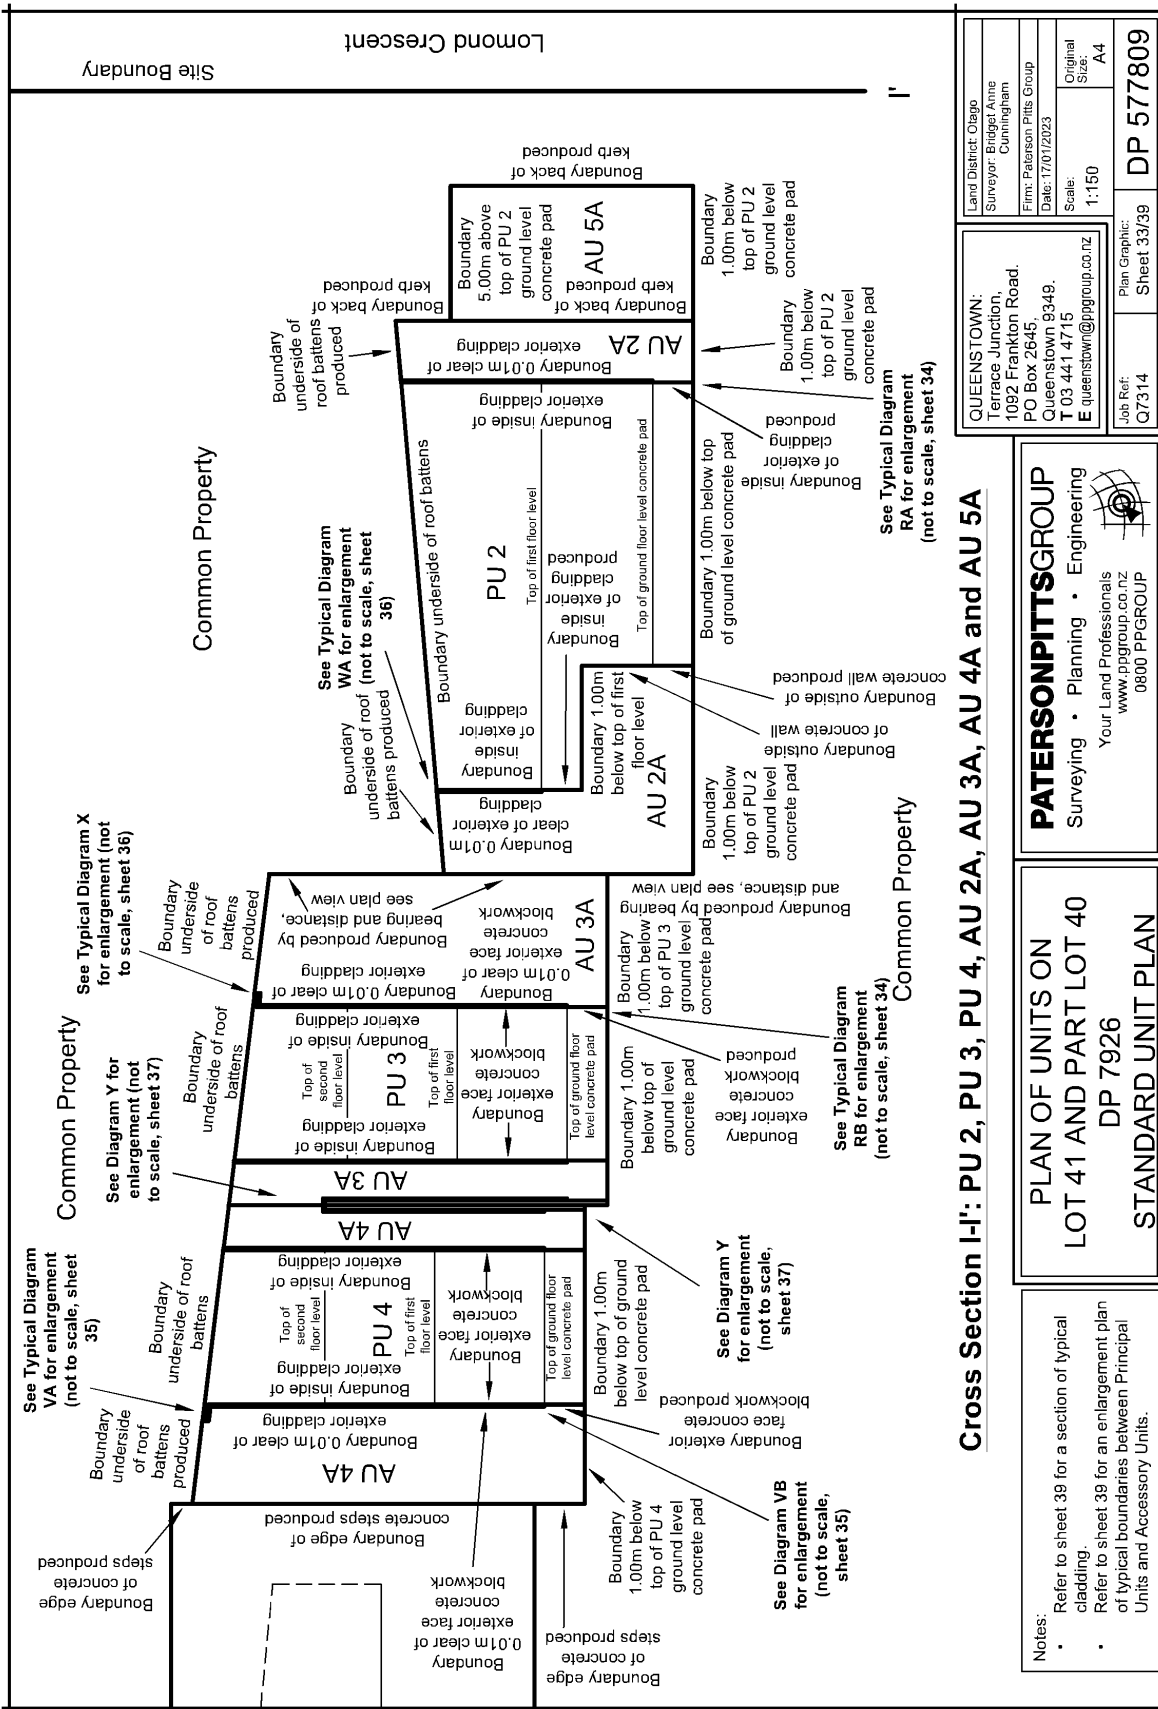 Site Boundary
Lomond Crescent
I'
Common Property
Common Property
Common Property
See Typical Diagram
VA for enlargement
(not to scale, sheet
35)
See Diagram Y for
enlargement (not
to scale, sheet 37)
See Typical Diagram X
for enlargement (not
to scale, sheet 36)
See Typical Diagram
WA for enlargement
(not to scale, sheet
36)
Boundary edge
of concrete
steps produced
Boundary
underside
of roof
battens
produced
Boundary
underside of roof
battens
Boundary
underside of roof
battens
Boundary
underside
of roof
battens
produced
Boundary
underside of roof
battens produced
Boundary underside of roof battens
Boundary
underside of
roof battens
produced
Boundary back of
kerb produced
Boundary back of
kerb produced
Boundary edge of
concrete steps produced
AU 4A
Boundary 0.01m clear of
exterior cladding
Boundary of inside
exterior cladding
Top of
second
floor level
PU 4
Top of first
floor level
Boundary of inside
exterior cladding
Boundary
exterior face
concrete
blockwork
Top of ground floor
level concrete pad
AU 4A
AU 3A
Boundary of inside
exterior cladding
Top of
second
floor level
PU 3
Top of first
floor level
Boundary of inside
exterior cladding
Boundary
exterior face
concrete
blockwork
Top of ground floor
level concrete pad
Boundary 0.01m clear of
exterior cladding
Boundary
0.01m clear of
exterior face
concrete
blockwork
Boundary produced by
bearing and distance,
see plan view
AU 3A
Boundary 0.01m
clear of exterior
cladding
Boundary
inside
of exterior
cladding
PU 2
Top of first floor level
Boundary
inside
of exterior
cladding
produced
Boundary 1.00m
below top of first
floor level
AU 2A
Top of ground floor level concrete pad
Boundary of inside
exterior cladding
Boundary 0.01m clear of
exterior cladding
AU 2A
Boundary back of
kerb produced
Boundary
5.00m above
top of PU 2
ground level
concrete pad
AU 5A
Boundary edge
of concrete
steps produced
Boundary
0.01m clear of
exterior face
concrete
blockwork
Boundary
1.00m below
top of PU 4
ground level
concrete pad
See Diagram VB
for enlargement
(not to scale,
sheet 35)
Boundary exterior
face concrete
blockwork produced
Boundary 1.00m
below top of ground
level concrete pad
See Diagram Y
for enlargement
(not to scale,
sheet 37)
Boundary 1.00m
below top of
ground level
concrete pad
Boundary
exterior face
concrete
blockwork
produced
See Typical Diagram
RB for enlargement
(not to scale, sheet 34)
Boundary
1.00m below
top of PU 3
ground level
concrete pad
Boundary produced by bearing
and distance, see plan view
Boundary
1.00m below
top of PU 2
ground level
concrete pad
Boundary outside
of concrete wall
Boundary of outside
concrete wall produced
Boundary 1.00m below top
of ground level concrete pad
Boundary inside
of exterior
cladding
produced
See Typical Diagram
RA for enlargement
(not to scale, sheet 34)
Boundary
1.00m below
top of PU 2
ground level
concrete pad
Boundary
1.00m below
top of PU 2
ground level
concrete pad
Cross Section I-I': PU 2, PU 3, PU 4, AU 2A, AU 3A, AU 4A and AU 5A
Notes:
• Refer to sheet 39 for a section of typical
cladding.
• Refer to sheet 39 for an enlargement plan
of typical boundaries between Principal
Units and Accessory Units.
PLAN OF UNITS ON
LOT 41 AND PART LOT 40
DP 7926
STANDARD UNIT PLAN
PATERSONPITTSGROUP
Surveying • Planning • Engineering
Your Land Professionals
www.ppgroup.co.nz
0800 PPGROUP
QUEENSTOWN:
Terrace Junction,
1092 Frankton Road.
PO Box 2645,
Queenstown 9349.
T 03 441 4715
E queenstown@ppgroup.co.nz
Land District: Otago
Surveyor: Bridget Anne
Cunningham
Firm: Paterson Pitts Group
Date: 17/01/2023
Scale:
1:150
Original
Size:
A4
Job Ref:
Q7314
Plan Graphic:
Sheet 33/39
DP 577809